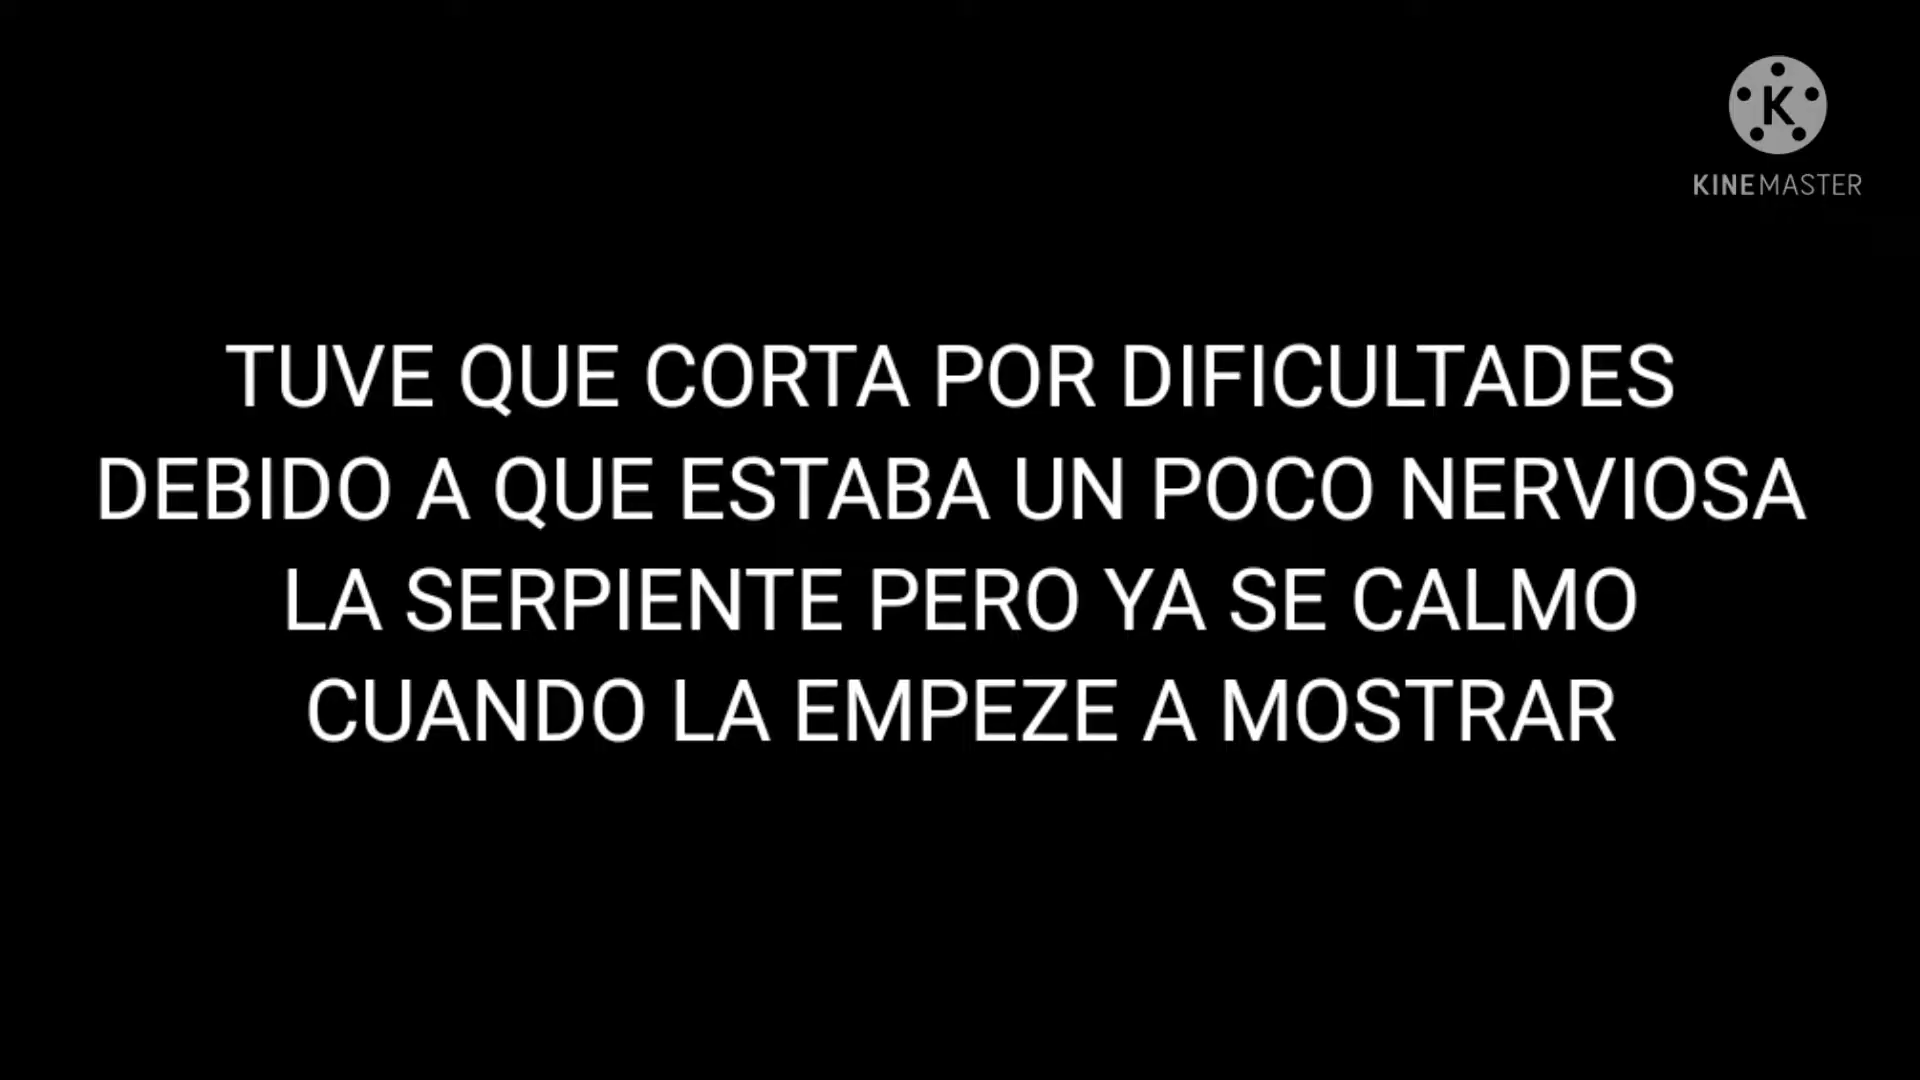 K
KINEMASTER
TUVE QUE CORTA POR DIFICULTADES
DEBIDO A QUE ESTABA UN POCO NERVIOSA
LA SERPIENTE PERO YA SE CALMO
CUANDO LA EMPEZE A MOSTRAR